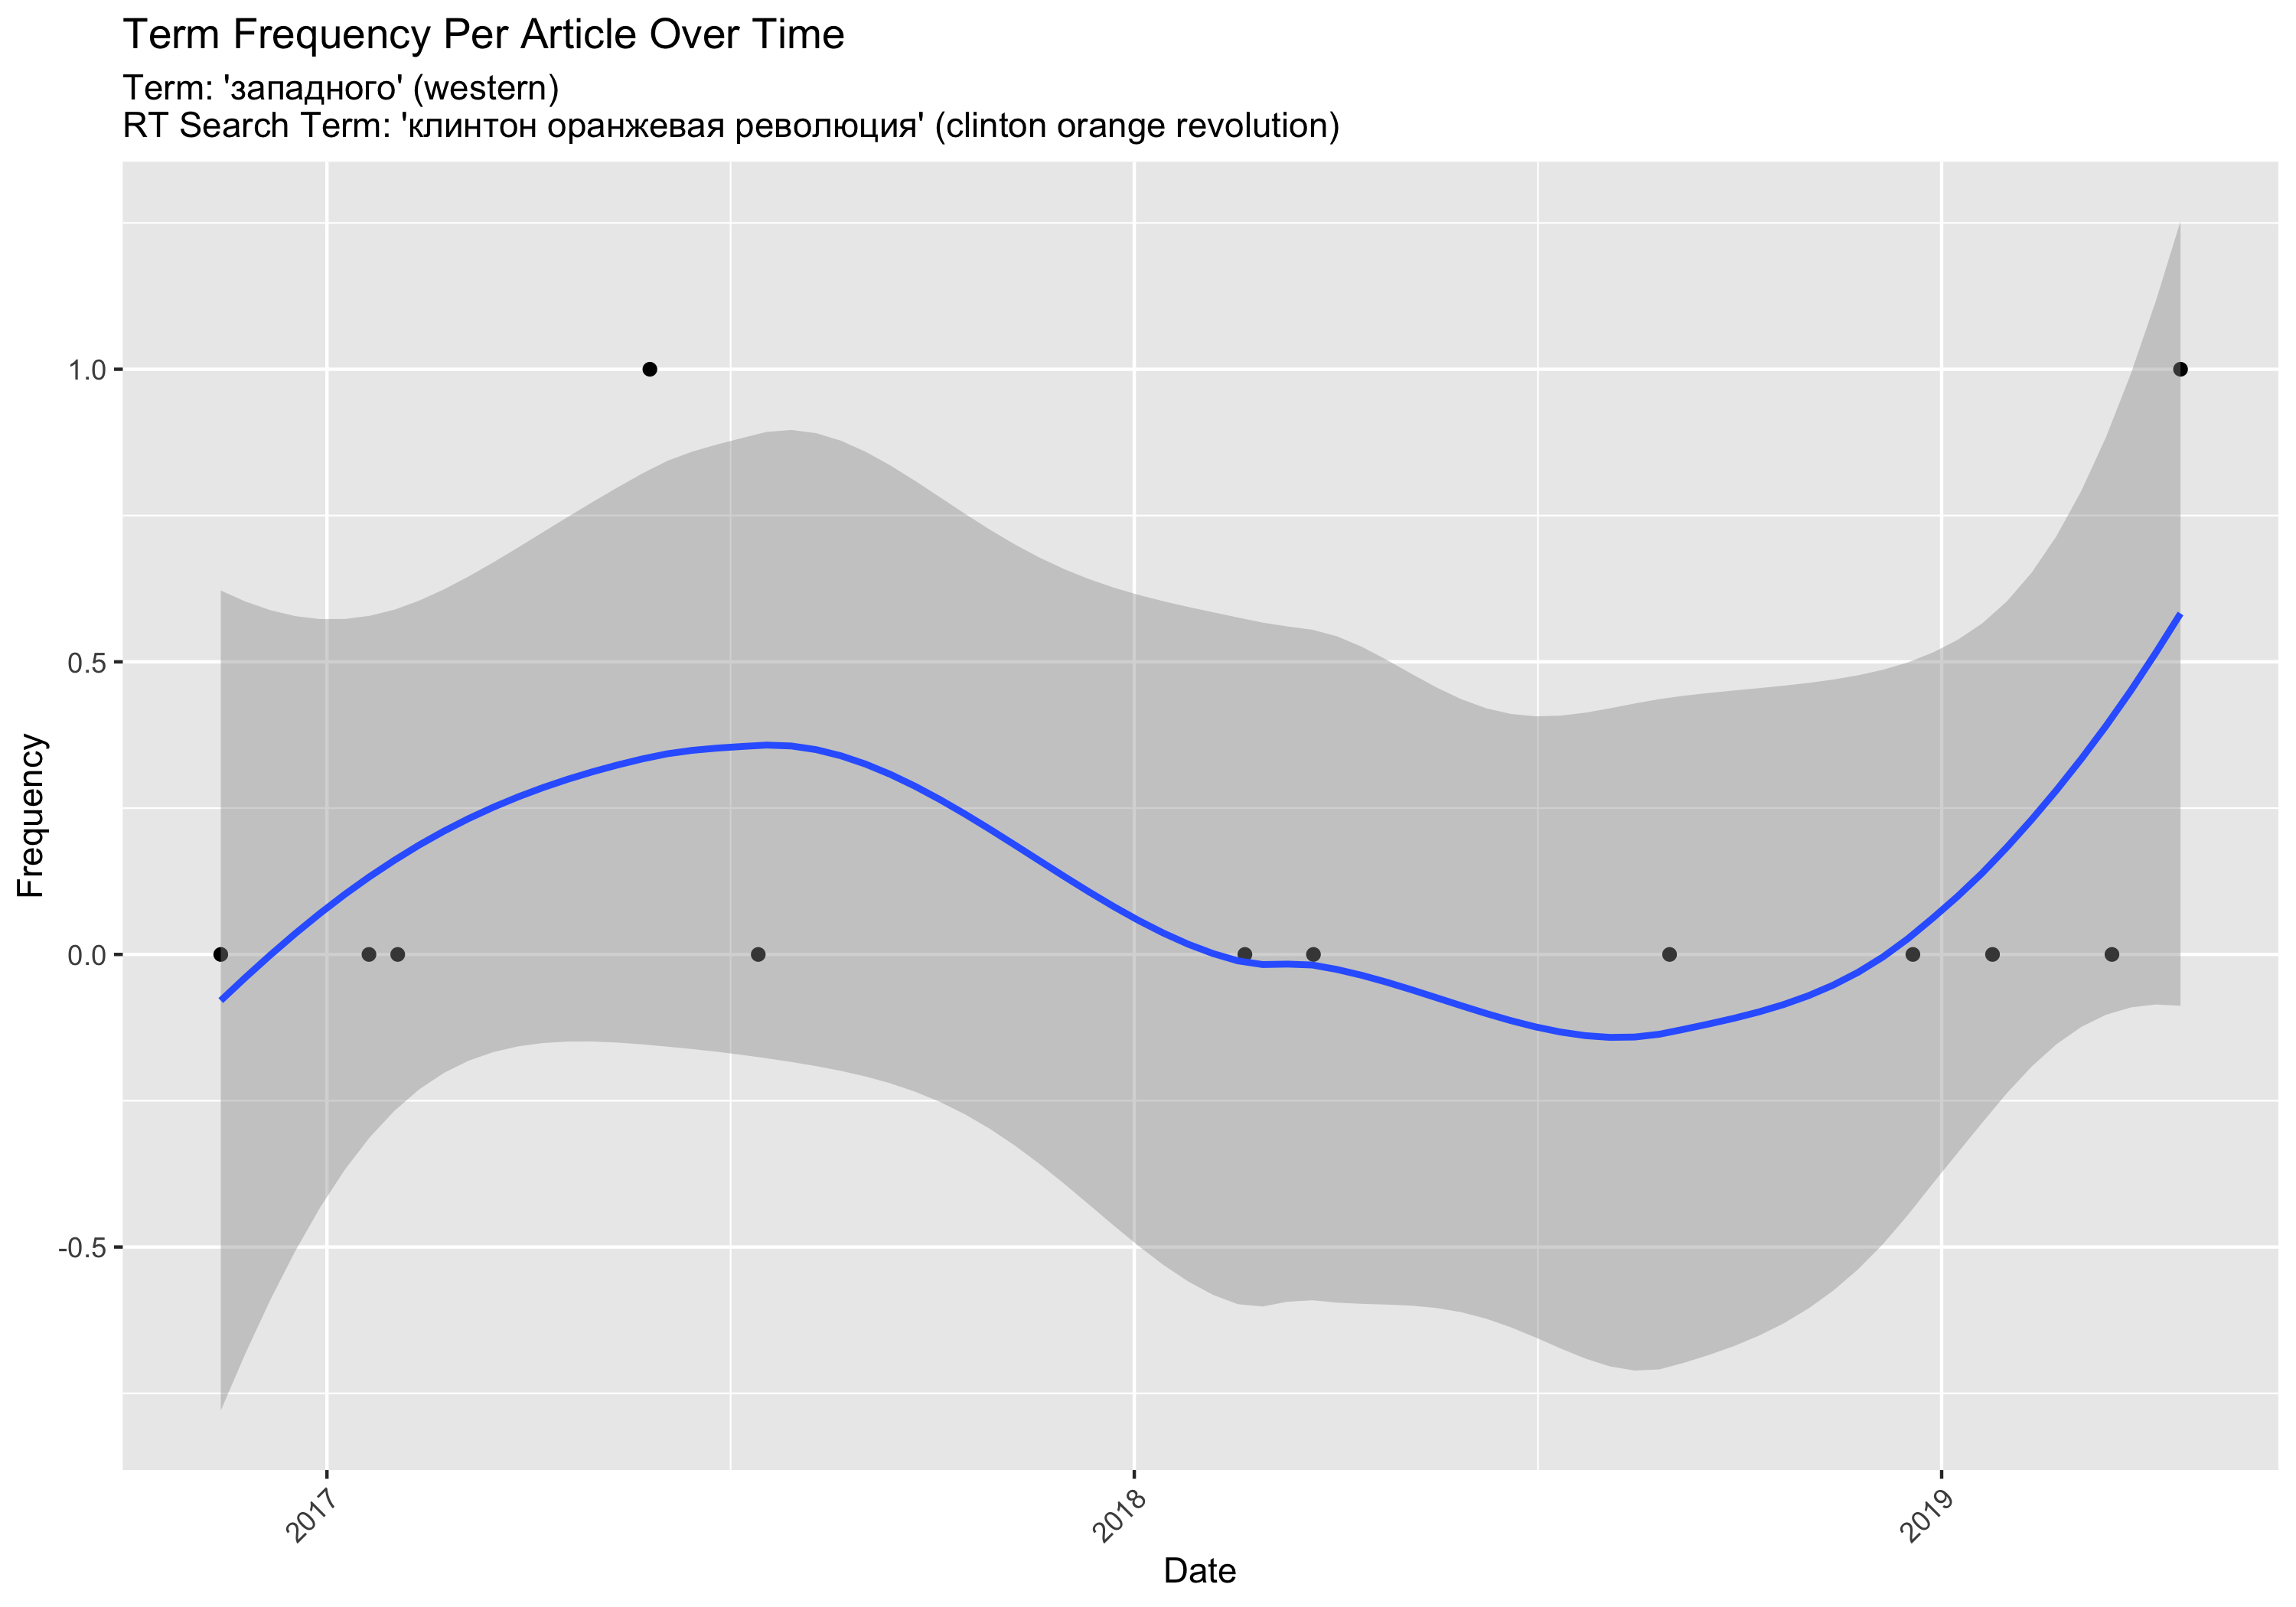 Term Frequency Per Article Over Time
Term: 'западного' (western)
RT Search Term: 'клинтон оранжевая революция' (clinton orange revolution)
1.0
0.5
0.0
-0.5
Frequency
2017
2018
2019
Date